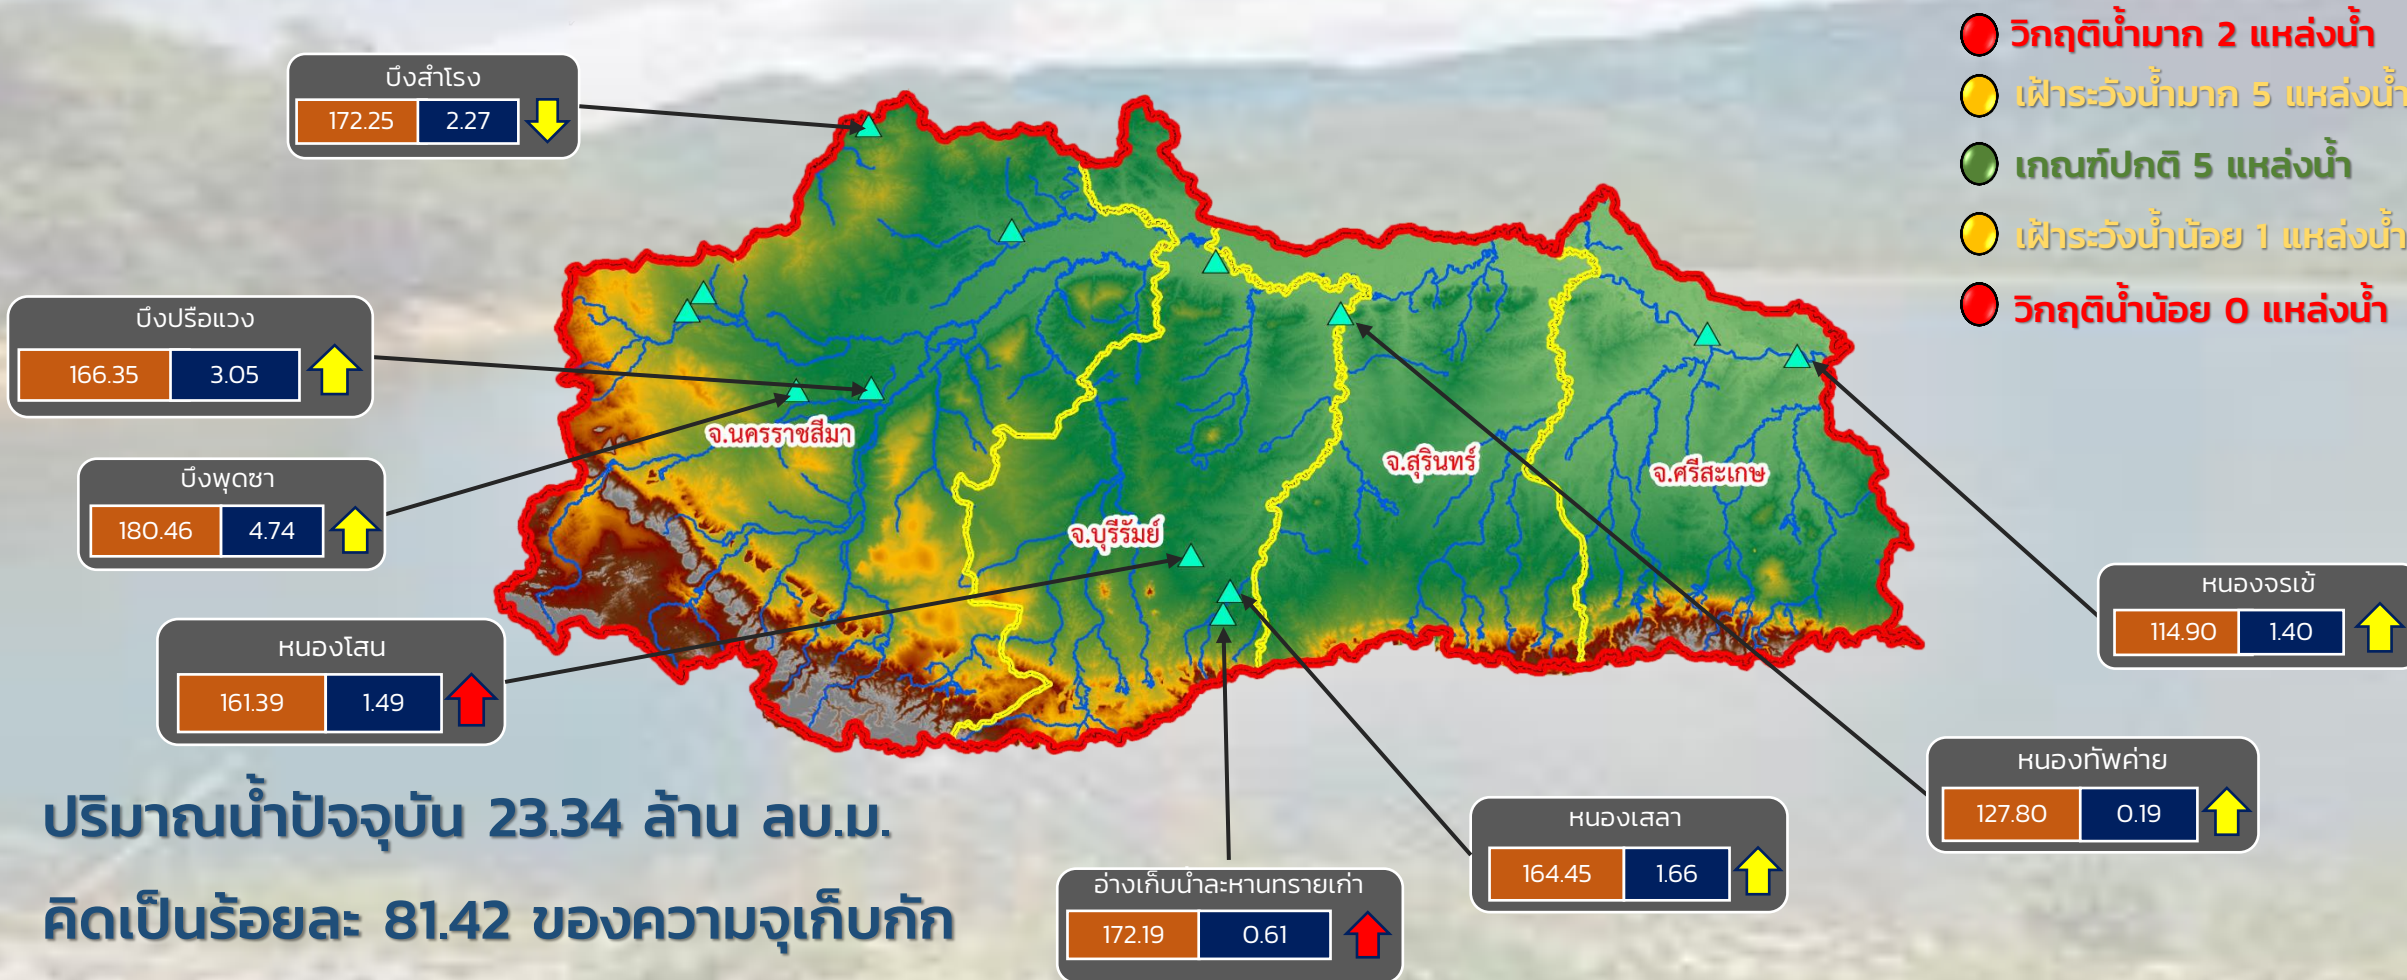 วิกฤติน้ำมาก 2 แหล่งน้ำ
เฝ้าระวังน้ำมาก 5 แหล่งน้ำ
เกณฑ์ปกติ 5 แหล่งน้ำ
เฝ้าระวังน้ำน้อย 1 แหล่งน้ำ
วิกฤติน้ำน้อย 0 แหล่งน้ำ
บึงสำโรง
172.25 2.27
บึงปรือแวง
166.35 3.05
บึงพุดซา
180.46 4.74
หนองโสน
161.39 1.49
จ.นครราชสีมา
จ.บุรีรัมย์
จ.สุรินทร์
จ.ศรีสะเกษ
หนองจรเข้
114.90 1.40
หนองทัพค่าย
127.80 0.19
หนองเสลา
164.45 1.66
อ่างเก็บน้ำละหานทรายเก่า
172.19 0.61
ปริมาณน้ำปัจจุบัน 23.34 ล้าน ลบ.ม.
คิดเป็นร้อยละ 81.42 ของความจุเก็บกัก